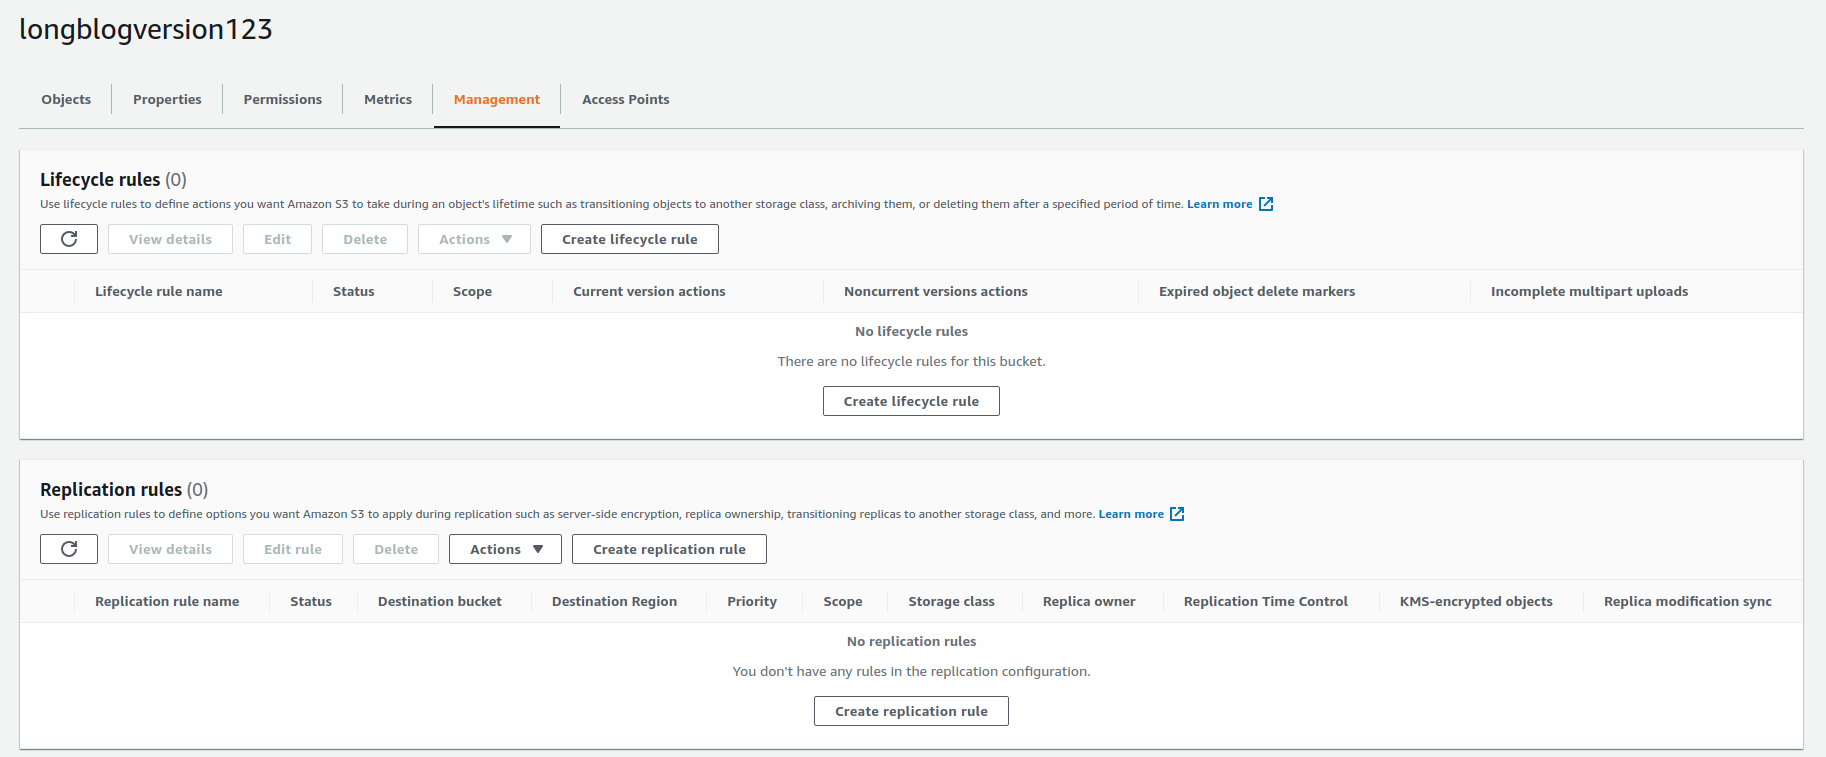 longblogversion123
Objects Properties Permissions Metrics Management Access Points
Lifecycle rules (0)
Use lifecycle rules to define actions you want Amazon S3 to take during an object's lifetime such as transitioning objects to another storage class, archiving them, or deleting them after a specified period of time. Learn more
View details Edit Delete Actions Create lifecycle rule
Lifecycle rule name Status Scope Current version actions Noncurrent versions actions Expired object delete markers Incomplete multipart uploads
No lifecycle rules
There are no lifecycle rules for this bucket.
Create lifecycle rule
Replication rules (0)
Use replication rules to define options you want Amazon S3 to apply during replication such as server-side encryption, replica ownership, transitioning replicas to another storage class, and more. Learn more
View details Edit rule Delete Actions Create replication rule
Replication rule name Status Destination bucket Destination Region Priority Scope Storage class Replica owner Replication Time Control KMS-encrypted objects Replica modification sync
No replication rules
You don't have any rules in the replication configuration.
Create replication rule